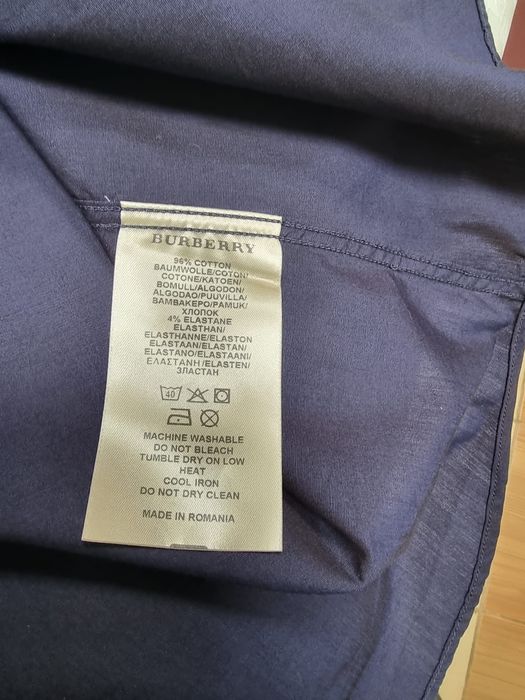 BURBERRY
96% COTTON
BAUMWOLLE/COTON/
COTONE/KATOEN/
BOMULL/ALGODON/
ALGODAO/PUUVILLA/
BAMBAKEPO/PAMUK/
ХЛОПОК
4% ELASTANE
ELASTHAN/
ELASTHANNE/ELASTON
ELASTAAN/ELASTAN/
ELASTANO/ELASTAANI/
ΕΛΑΣΤΑΝΗ/ELASTEN/
ЭЛАСТАН
40
MACHINE WASHABLE
DO NOT BLEACH
TUMBLE DRY ON LOW
HEAT
COOL IRON
DO NOT DRY CLEAN
MADE IN ROMANIA